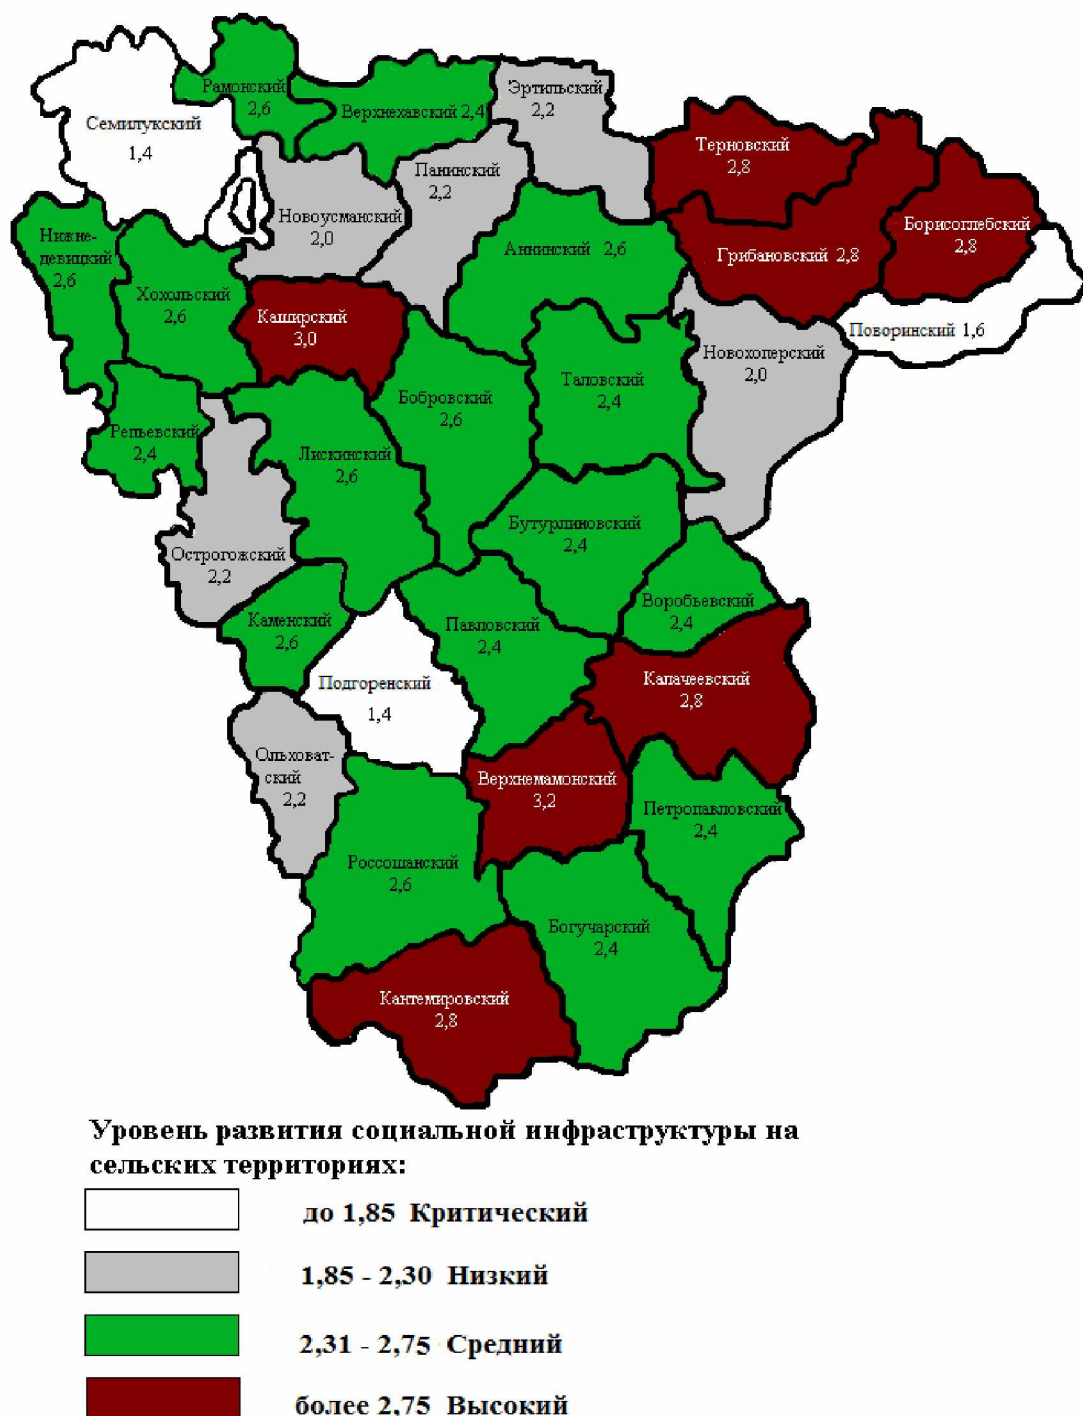 Рамонский
2,6
Верхнехавский 2,4
Эртильский
2,2
Семилукский
1,4
Терновский
2,8
Панинский
2,2
Новоусманский
2,0
Аннинский 2,6
Борисоглебский
2,8
Грибановский 2,8
Нижне-
девицкий
2,6
Хохольский
2,6
Каширский
3,0
Поворинский 1,6
Новохоперский
2,0
Таловский
2,4
Бобровский
2,6
Репьевский
2,4
Лискинский
2,6
Бутурлиновский
2,4
Острогожский
2,2
Воробьевский
2,4
Каменский
2,6
Павловский
2,4
Подгоренский
1,4
Калачеевский
2,8
Ольховат-
ский
2,2
Верхнемамонский
3,2
Петропавловский
2,4
Россошанский
2,6
Богучарский
2,4
Кантемировский
2,8
Уровень развития социальной инфраструктуры на
сельских территориях:
до 1,85 Критический
1,85 - 2,30 Низкий
2,31 - 2,75 Средний
более 2,75 Высокий